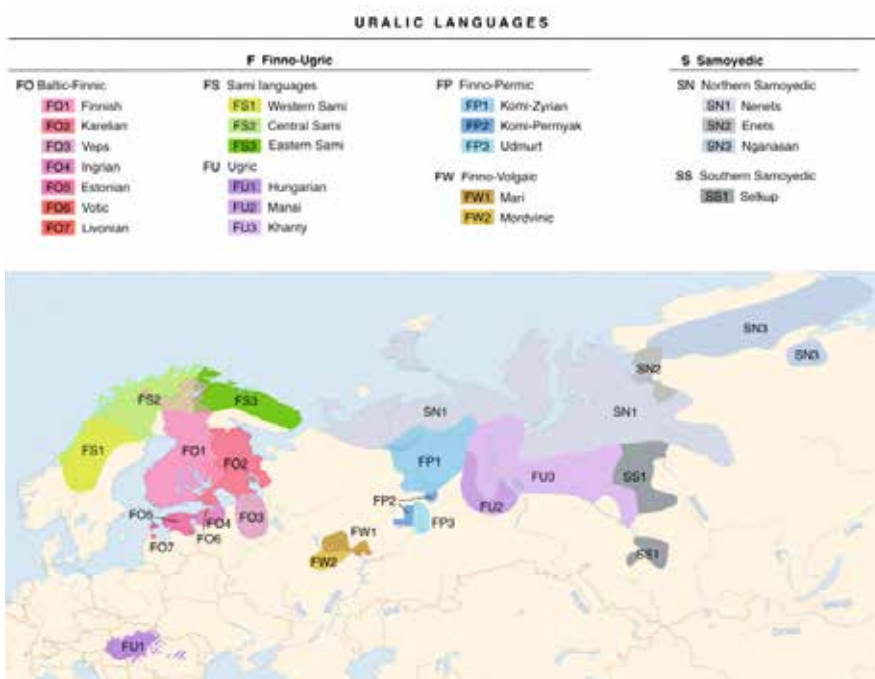 URALIC LANGUAGES
F Finno-Ugric
FO Baltic-Finnic
FO1 Finnish
FO2 Karelian
FO3 Veps
FO4 Ingrian
FO5 Estonian
FO6 Votic
FO7 Livonian
FS Sami languages
FS1 Western Sami
FS2 Central Sami
FS3 Eastern Sami
FU Ugric
FU1 Hungarian
FU2 Mansi
FU3 Khanty
FP Finno-Permic
FP1 Komi-Zyrian
FP2 Komi-Permyak
FP3 Udmurt
FW Finno-Volgaic
FW1 Mari
FW2 Mordvinic
S Samoyedic
SN Northern Samoyedic
SN1 Nenets
SN2 Enets
SN3 Nganasan
SS Southern Samoyedic
SS1 Selkup
SN3
SN3
SN2
FS2
FS3
SN1
SN1
FS1
FO1
FO2
FP1
FU3
SS1
FP2
FU2
FO5
FO4
FO3
FP3
FO6
FW1
FO7
FW2
SS1
FU1